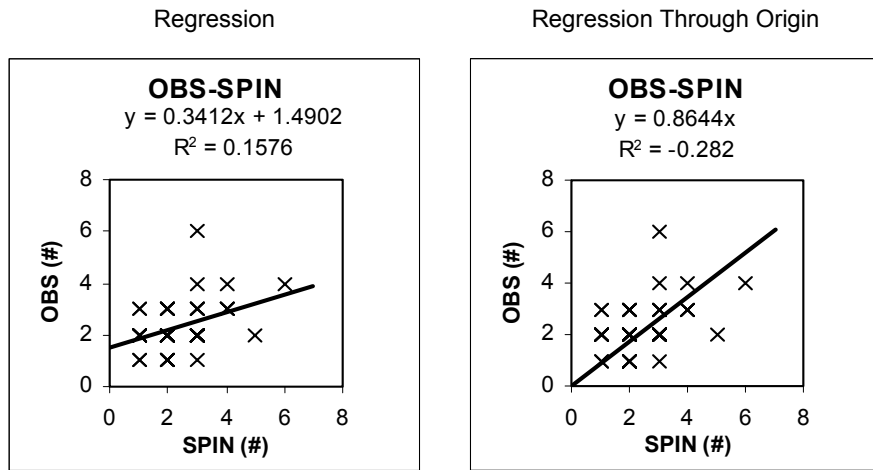 Regression
OBS-SPIN
y = 0.3412x + 1.4902
R² = 0.1576
8
6
4
2
0
OBS (#)
0 2 4 6 8
SPIN (#)
Regression Through Origin
OBS-SPIN
y = 0.8644x
R² = -0.282
8
6
4
2
0
OBS (#)
0 2 4 6 8
SPIN (#)